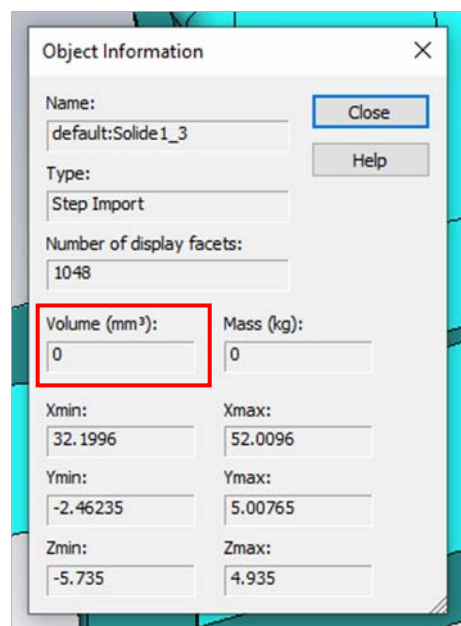 Object Information
Name:
Close
default:Solide1_3
Help
Type:
Step Import
Number of display facets:
1048
Volume (mm³): Mass (kg):
0 0
Xmin: Xmax:
32.1996 52.0096
Ymin: Ymax:
-2.46235 5.00765
Zmin: Zmax:
-5.735 4.935